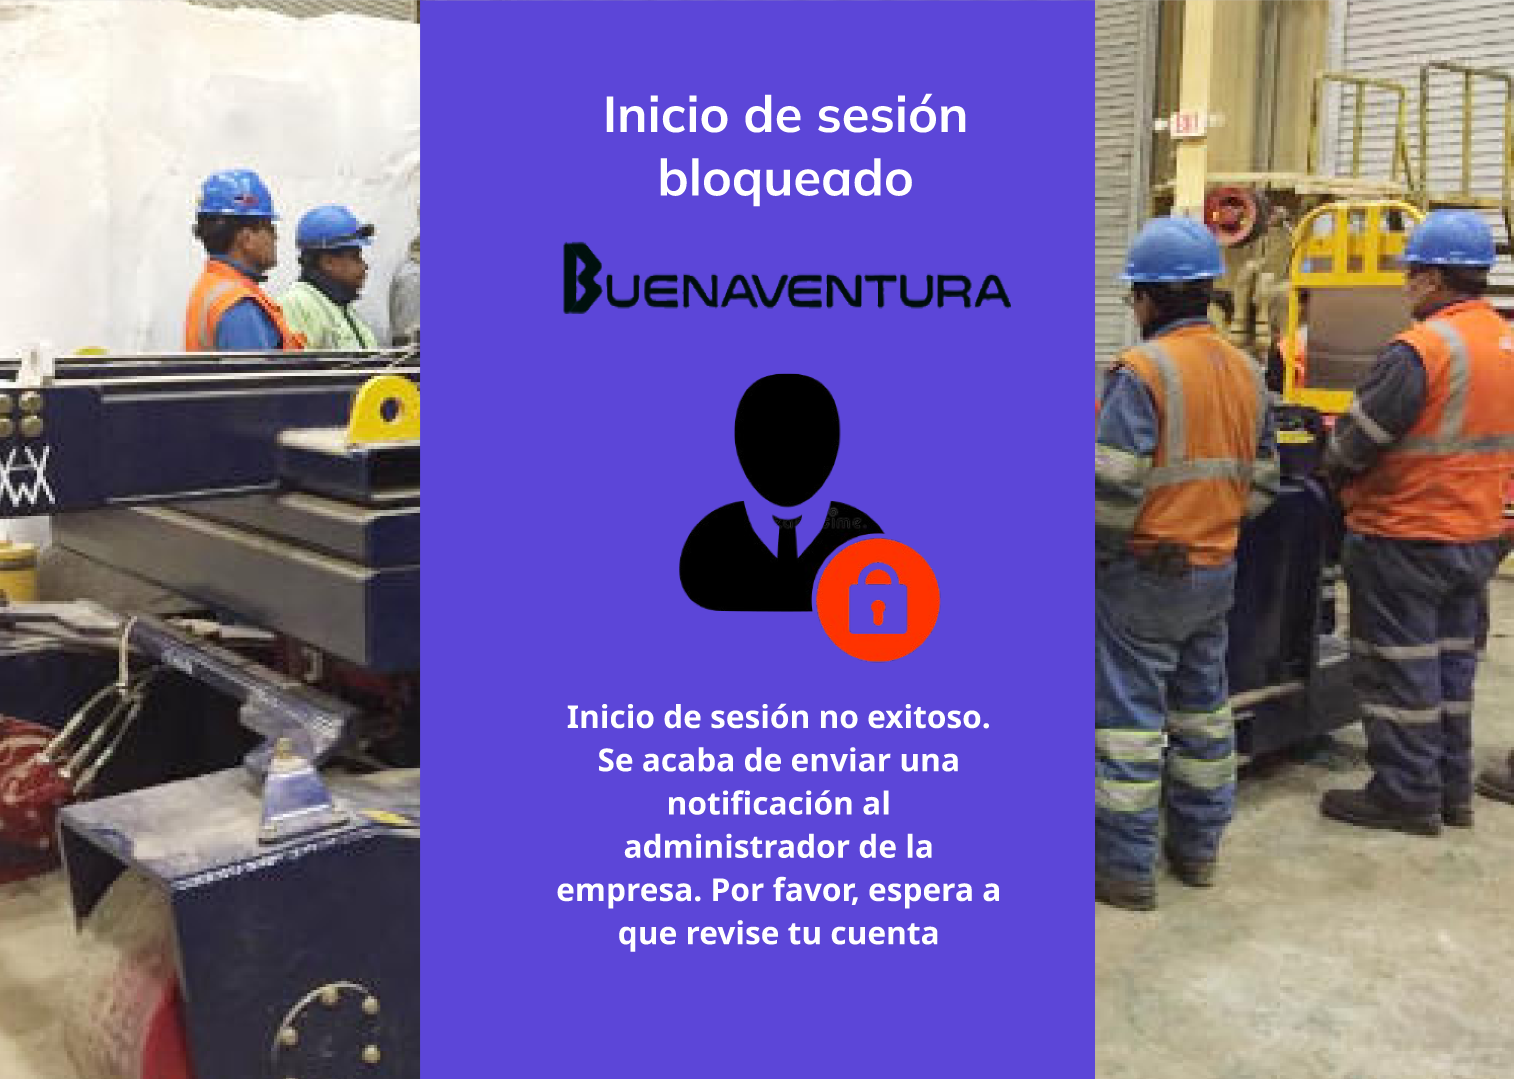 Inicio de sesión
bloqueado
BUENAVENTURA
Inicio de sesión no exitoso.
Se acaba de enviar una
notificación al
administrador de la
empresa. Por favor, espera a
que revise tu cuenta
EXIT